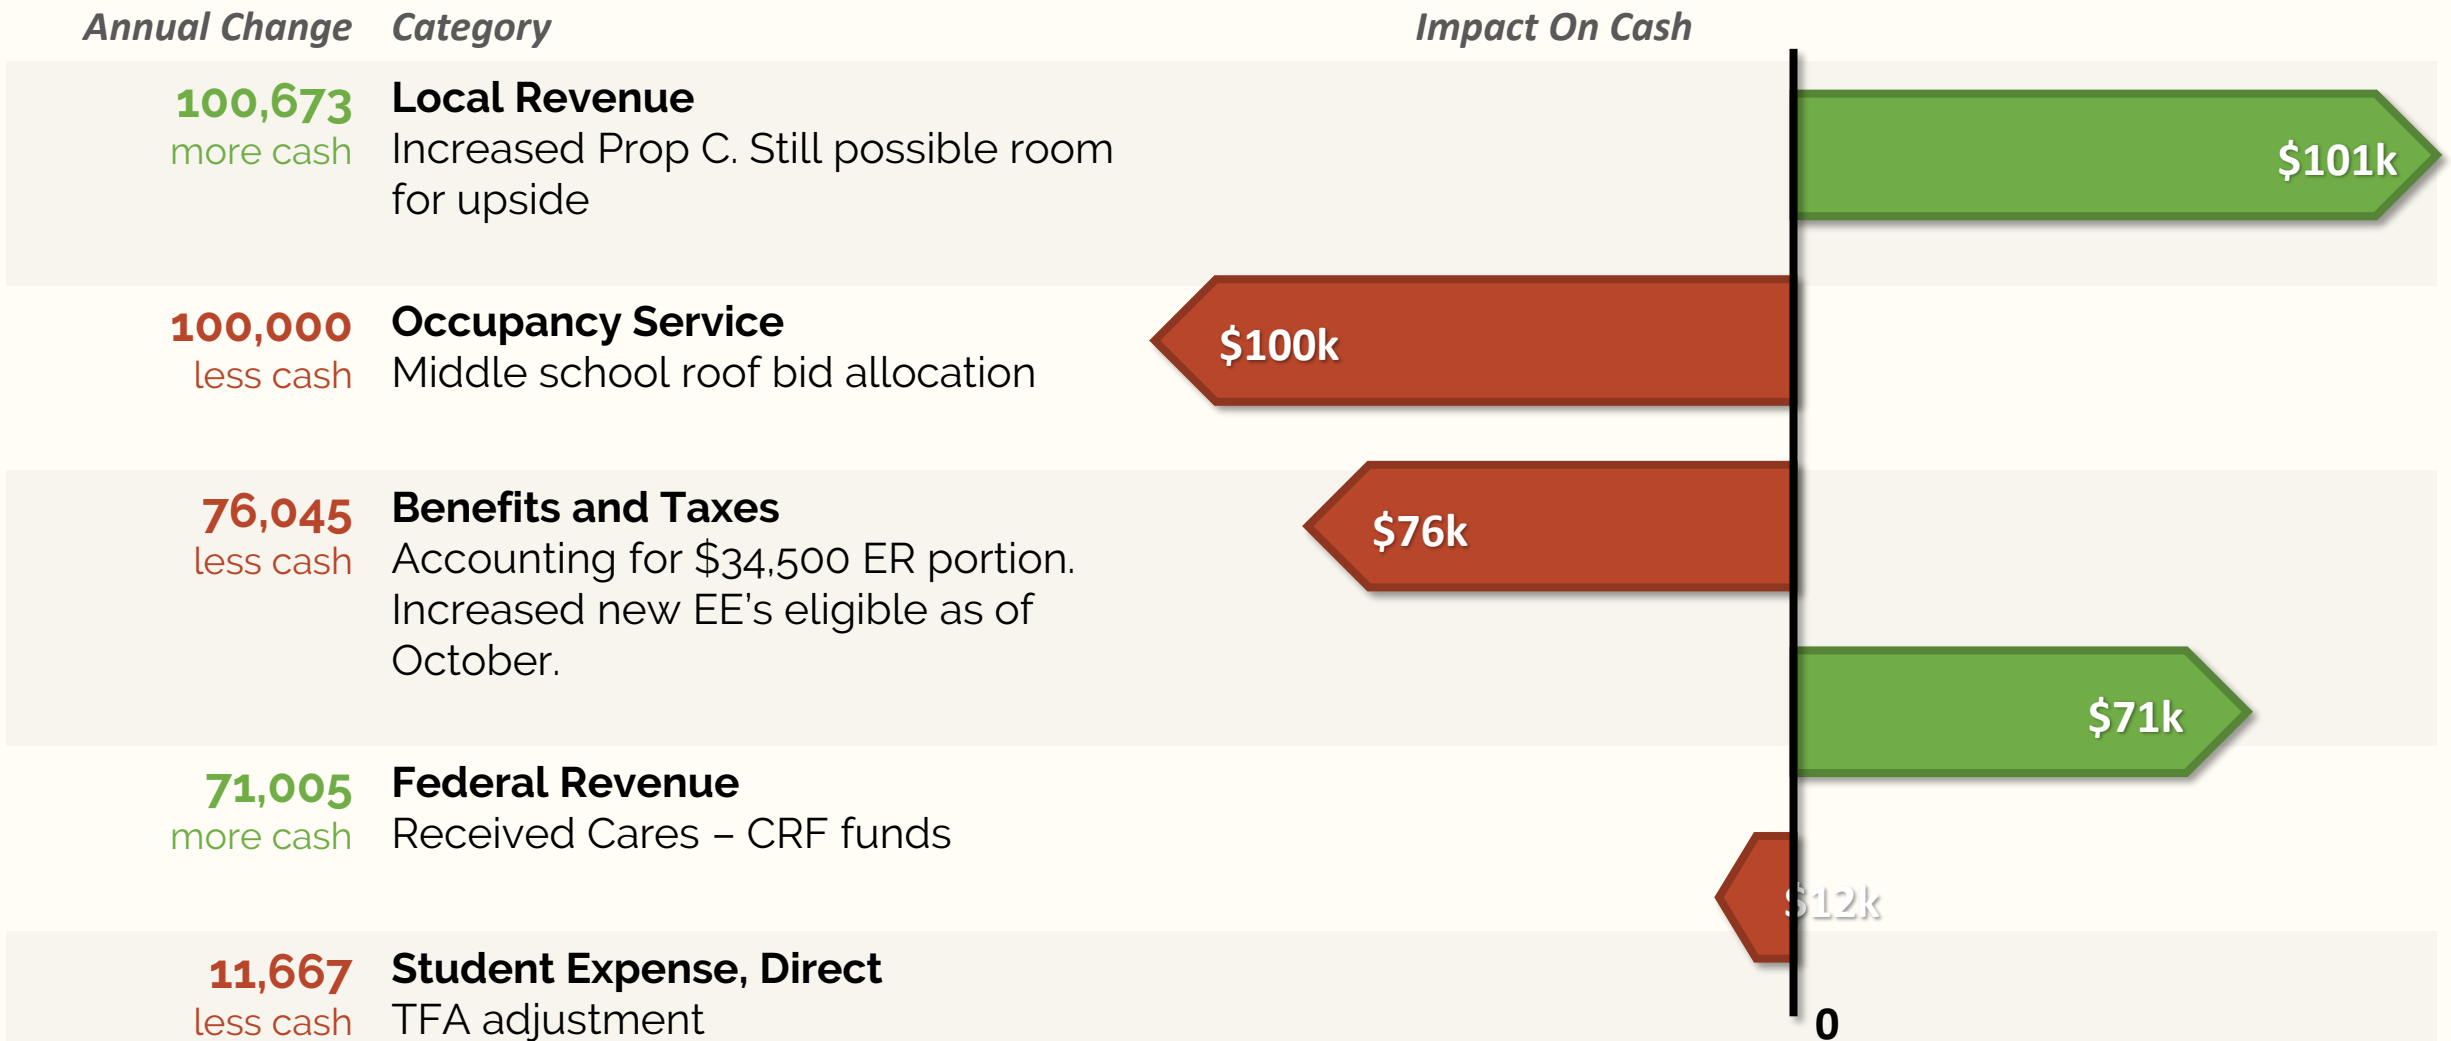 Annual Change Category Impact On Cash
100,673 Local Revenue
more cash Increased Prop C. Still possible room
for upside
$101k
100,000 Occupancy Service
less cash Middle school roof bid allocation
$100k
76,045 Benefits and Taxes
less cash Accounting for $34,500 ER portion.
Increased new EE’s eligible as of
October.
$76k
71,005 Federal Revenue
more cash Received Cares – CRF funds
$71k
11,667 Student Expense, Direct
less cash TFA adjustment
$12k
0